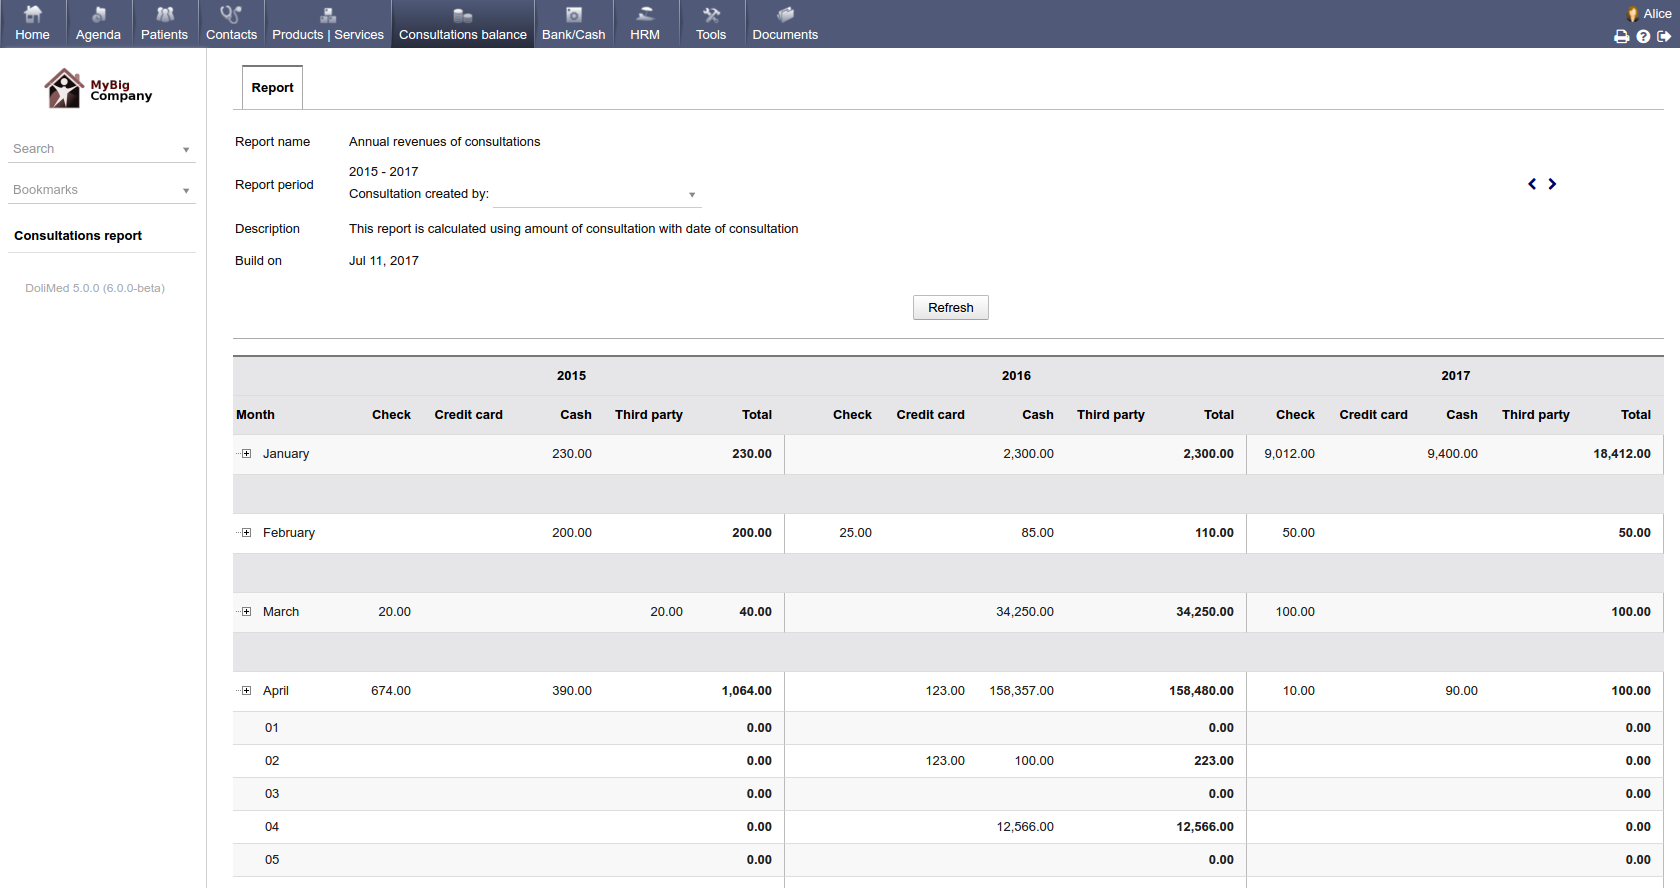 Home Agenda Patients Contacts Products | Services Consultations balance Bank/Cash HRM Tools Documents Alice
MyBig
Company
Search
Bookmarks
Consultations report
DoliMed 5.0.0 (6.0.0-beta)
Report
Report name Annual revenues of consultations
Report period 2015 - 2017
Consultation created by:
Description This report is calculated using amount of consultation with date of consultation
Build on Jul 11, 2017
Refresh
2015 2016 2017
Month Check Credit card Cash Third party Total Check Credit card Cash Third party Total Check Credit card Cash Third party Total
January 230.00 230.00 2,300.00 2,300.00 9,012.00 9,400.00 18,412.00
February 200.00 200.00 25.00 85.00 110.00 50.00 50.00
March 20.00 20.00 40.00 34,250.00 34,250.00 100.00 100.00
April 674.00 390.00 1,064.00 123.00 158,357.00 158,480.00 10.00 90.00 100.00
01 0.00 0.00 0.00
02 0.00 123.00 100.00 223.00 0.00
03 0.00 0.00 0.00
04 0.00 12,566.00 12,566.00 0.00
05 0.00 0.00 0.00